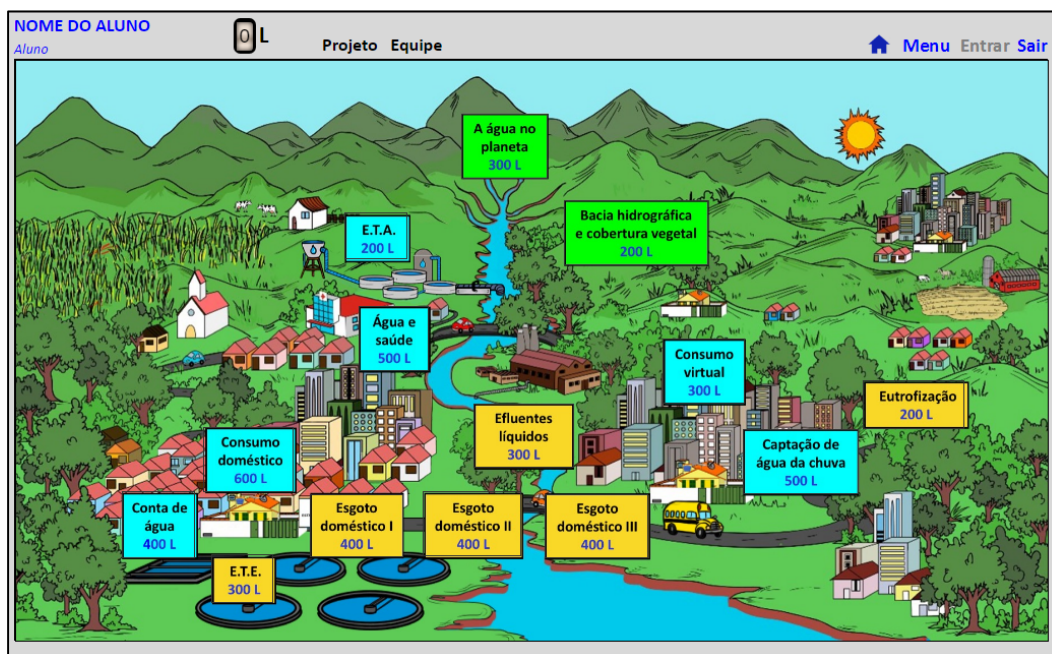 NOME DO ALUNO
Aluno
0 L
Projeto Equipe
Menu Entrar Sair
A água no
planeta
300 L
Bacia hidrográfica
e cobertura vegetal
200 L
E.T.A.
200 L
Água e
saúde
500 L
Consumo
virtual
300 L
Eutrofização
200 L
Efluentes
líquidos
300 L
Consumo
doméstico
600 L
Captação de
água da chuva
500 L
Conta de
água
400 L
Esgoto
doméstico I
400 L
Esgoto
doméstico II
400 L
Esgoto
doméstico III
400 L
E.T.E.
300 L